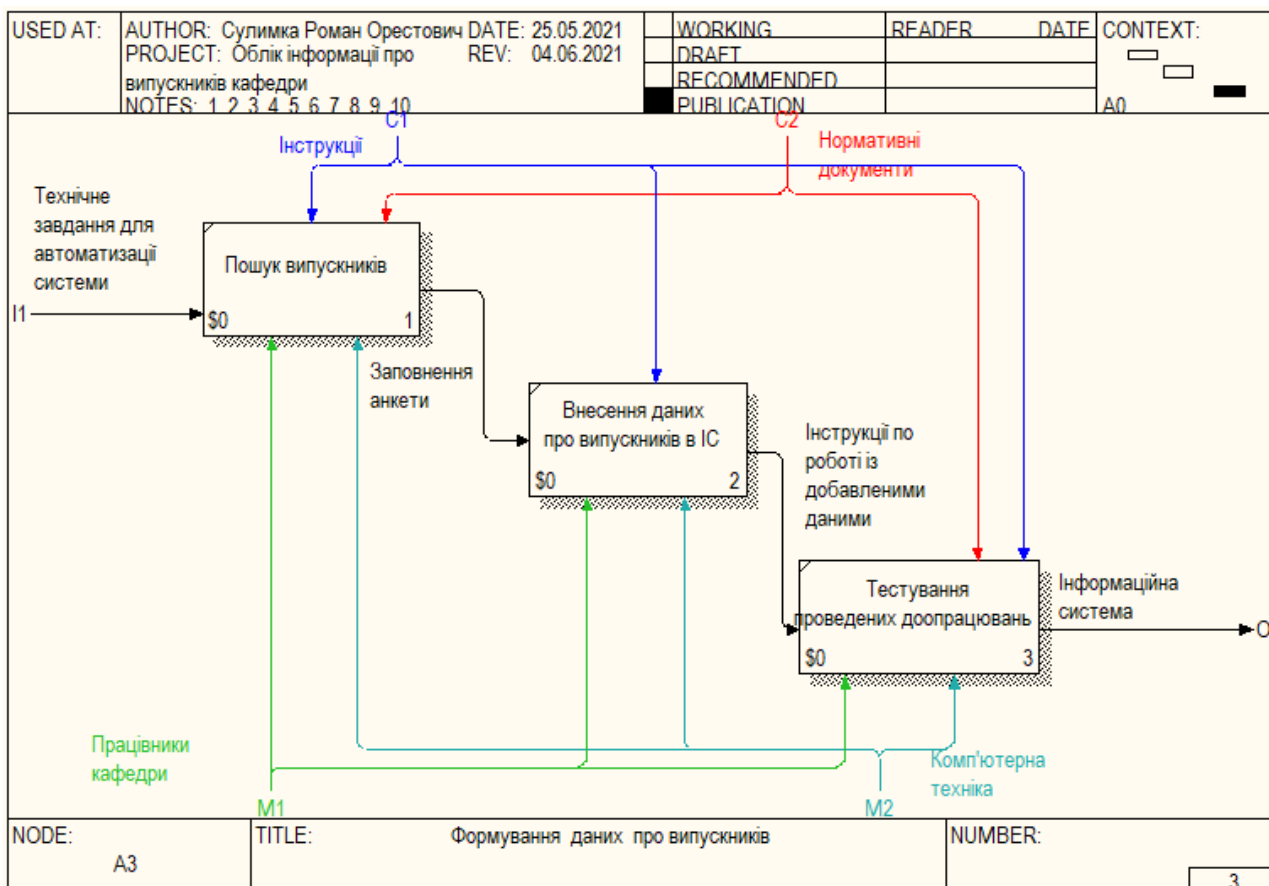 USED AT:
AUTHOR: Сулимка Роман Орестович
DATE: 25.05.2021
PROJECT: Облік інформації про
випускників кафедри
REV: 04.06.2021
NOTES: 1 2 3 4 5 6 7 8 9 10
WORKING
DRAFT
RECOMMENDED
PUBLICATION
READER
DATE
CONTEXT:
A0
C1
C2
Інструкції
Нормативні
документи
Технічне
завдання для
автоматизації
системи
I1
Пошук випускників
$0
1
Заповнення
анкети
Внесення даних
про випускників в ІС
$0
2
Інструкції по
роботі із
добавленими
даними
Тестування
проведених доопрацювань
$0
3
Інформаційна
система
O
Працівники
кафедри
Комп'ютерна
техніка
M1
M2
NODE:
A3
TITLE:
Формування даних про випускників
NUMBER:
3